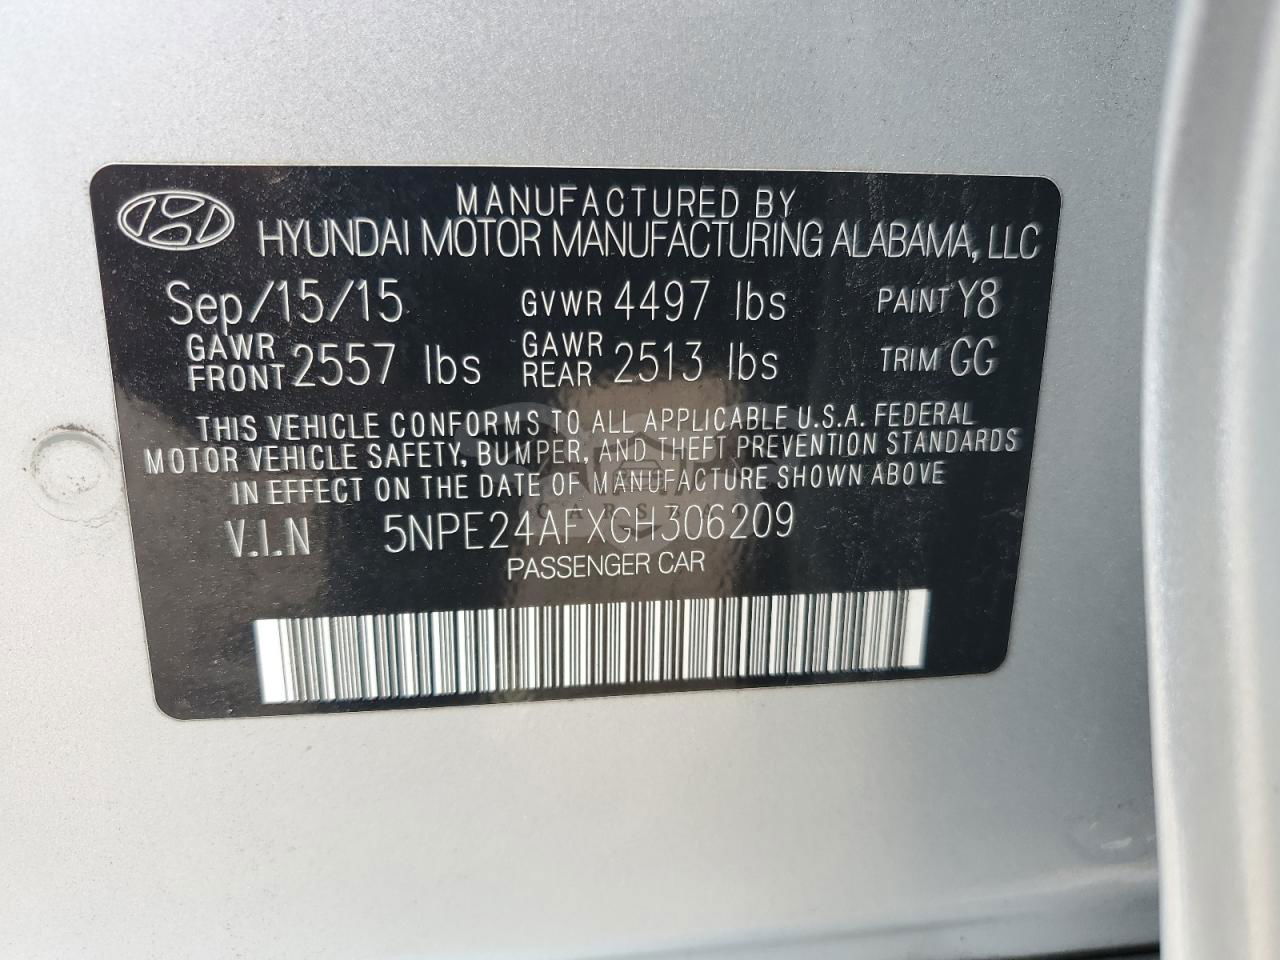 MANUFACTURED BY
HYUNDAI MOTOR MANUFACTURING ALABAMA, LLC
Sep/15/15 GVWR 4497 lbs PAINT Y8
GAWR FRONT 2557 lbs GAWR REAR 2513 lbs TRIM GG
THIS VEHICLE CONFORMS TO ALL APPLICABLE U.S.A. FEDERAL
MOTOR VEHICLE SAFETY, BUMPER, AND THEFT PREVENTION STANDARDS
IN EFFECT ON THE DATE OF MANUFACTURE SHOWN ABOVE
V.I.N 5NPE24AFXGH306209
PASSENGER CAR